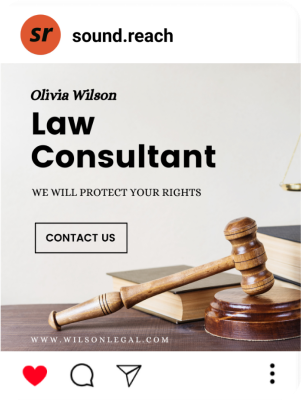 sr
sound.reach
Olivia Wilson
Law
Consultant
WE WILL PROTECT YOUR RIGHTS
CONTACT US
WWW.WILSONLEGAL.COM